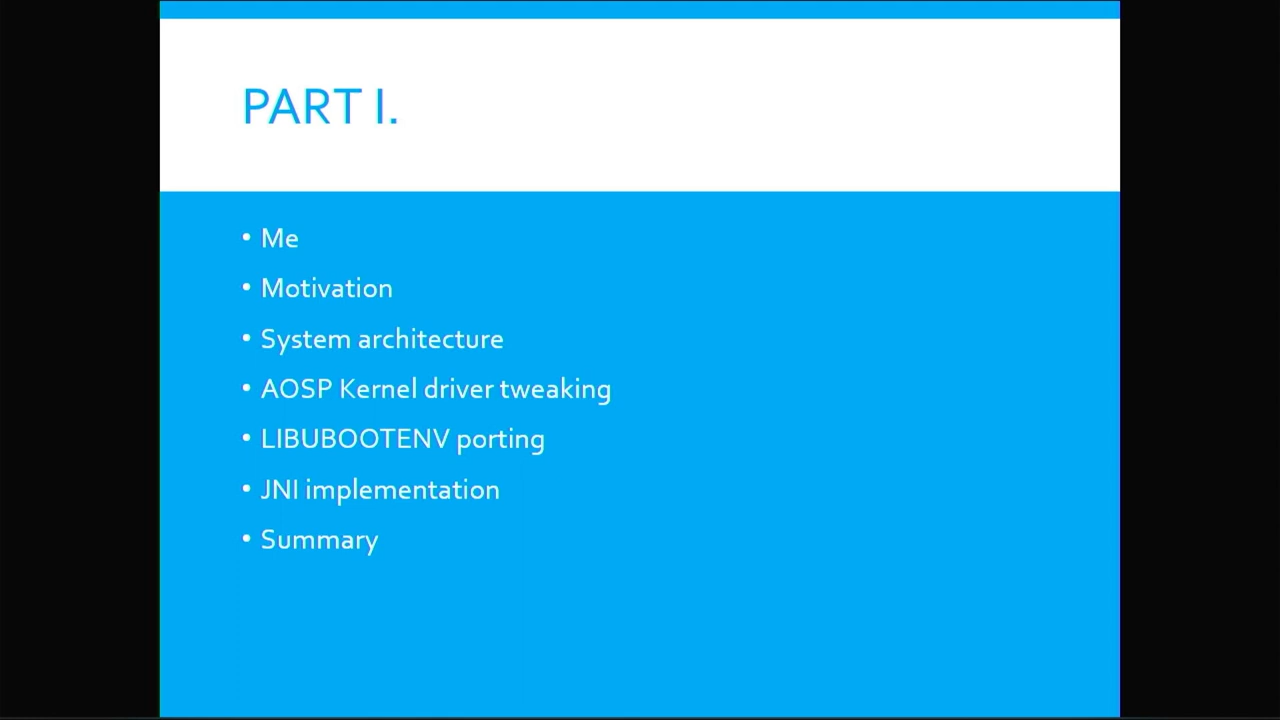 PART I.
• Me
• Motivation
• System architecture
• AOSP Kernel driver tweaking
• LIBUBOOTENV porting
• JNI implementation
• Summary